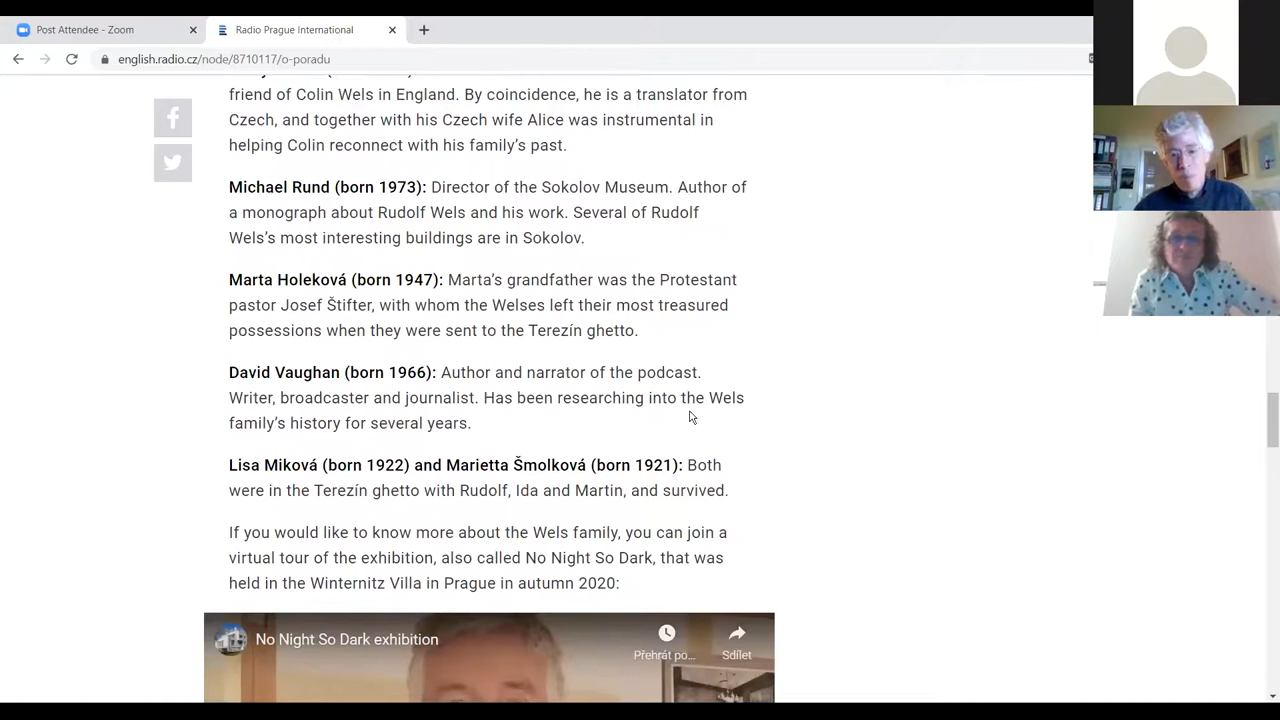 Post Attendee - Zoom
Radio Prague International
english.radio.cz/node/8710117/o-poradu
friend of Colin Wels in England. By coincidence, he is a translator from
Czech, and together with his Czech wife Alice was instrumental in
helping Colin reconnect with his family’s past.
Michael Rund (born 1973): Director of the Sokolov Museum. Author of
a monograph about Rudolf Wels and his work. Several of Rudolf
Wels’s most interesting buildings are in Sokolov.
Marta Holeková (born 1947): Marta’s grandfather was the Protestant
pastor Josef Štifter, with whom the Welses left their most treasured
possessions when they were sent to the Terezín ghetto.
David Vaughan (born 1966): Author and narrator of the podcast.
Writer, broadcaster and journalist. Has been researching into the Wels
family’s history for several years.
Lisa Miková (born 1922) and Marietta Šmolková (born 1921): Both
were in the Terezín ghetto with Rudolf, Ida and Martin, and survived.
If you would like to know more about the Wels family, you can join a
virtual tour of the exhibition, also called No Night So Dark, that was
held in the Winternitz Villa in Prague in autumn 2020:
No Night So Dark exhibition
Přehrát po...
Sdílet